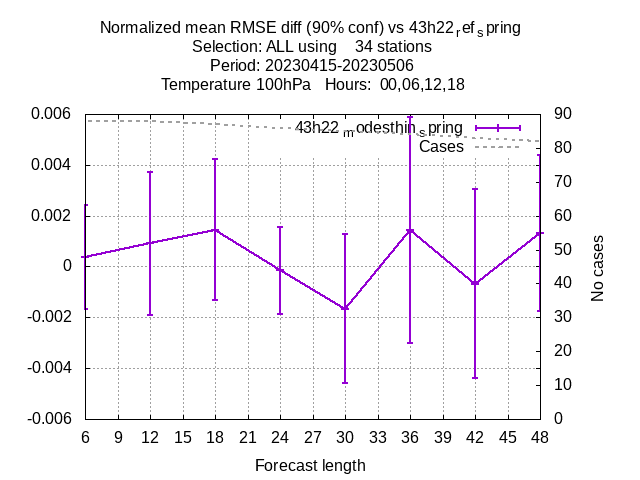 Normalized mean RMSE diff (90% conf) vs 43h22refspring
Selection: ALL using 34 stations
Period: 20230415-20230506
Temperature 100hPa Hours: 00,06,12,18
43h22modesthinspring
Cases
0.006
0.004
0.002
0
-0.002
-0.004
-0.006
90
80
70
60
50
40
30
20
10
0
No cases
6 9 12 15 18 21 24 27 30 33 36 39 42 45 48
Forecast length